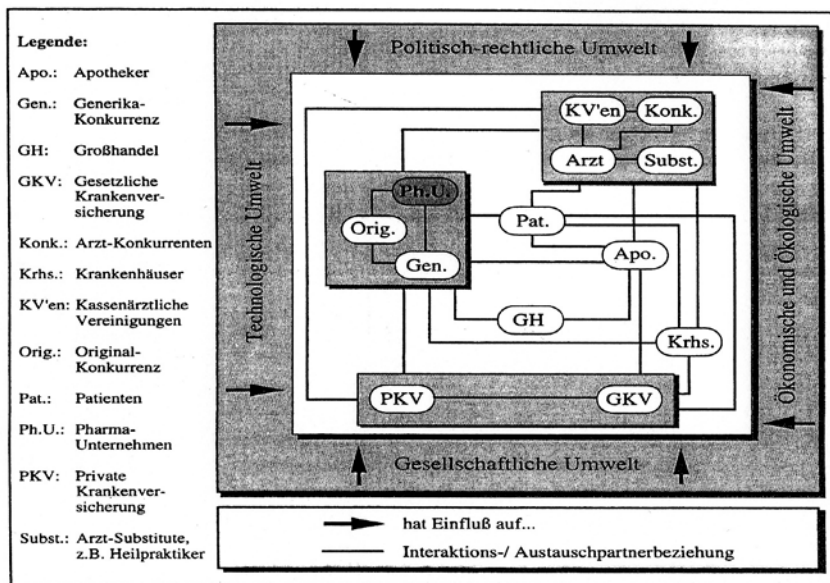 Legende:
Apo.: Apotheker
Gen.: Generika-
Konkurrenz
GH: Großhandel
GKV: Gesetzliche
Krankenver-
sicherung
Konk.: Arzt-Konkurrenten
Krhs.: Krankenhäuser
KV'en: Kassenärztliche
Vereinigungen
Orig.: Original-
Konkurrenz
Pat.: Patienten
Ph.U.: Pharma-
Unternehmen
PKV: Private
Krankenver-
sicherung
Subst.: Arzt-Substitute,
z.B. Heilpraktiker
Politisch-rechtliche Umwelt
Technologische Umwelt
Ökonomische und Ökologische Umwelt
KV'en Konk.
Arzt Subst.
Ph.U.
Orig.
Gen.
Pat.
Apo.
GH
Krhs.
PKV GKV
Gesellschaftliche Umwelt
hat Einfluß auf...
Interaktions-/ Austauschpartnerbeziehung